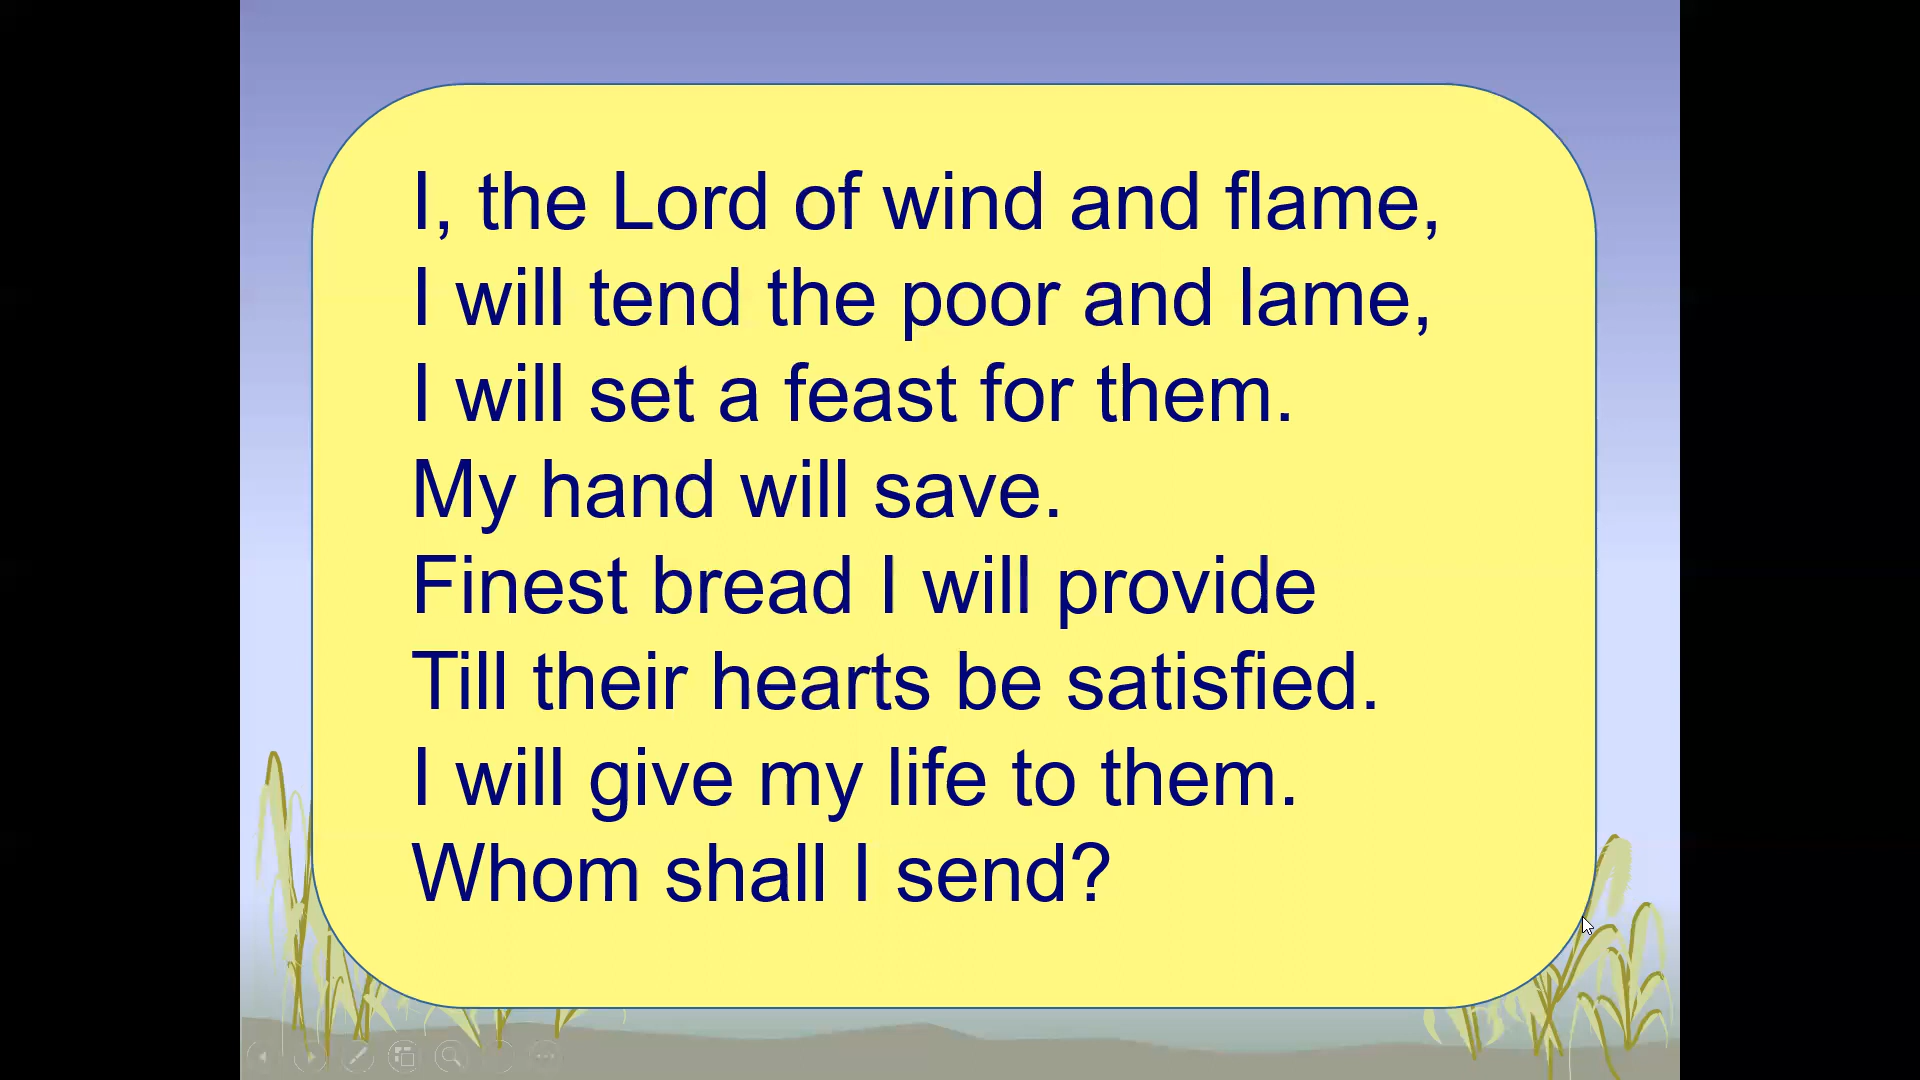 I, the Lord of wind and flame,
I will tend the poor and lame,
I will set a feast for them.
My hand will save.
Finest bread I will provide
Till their hearts be satisfied.
I will give my life to them.
Whom shall I send?